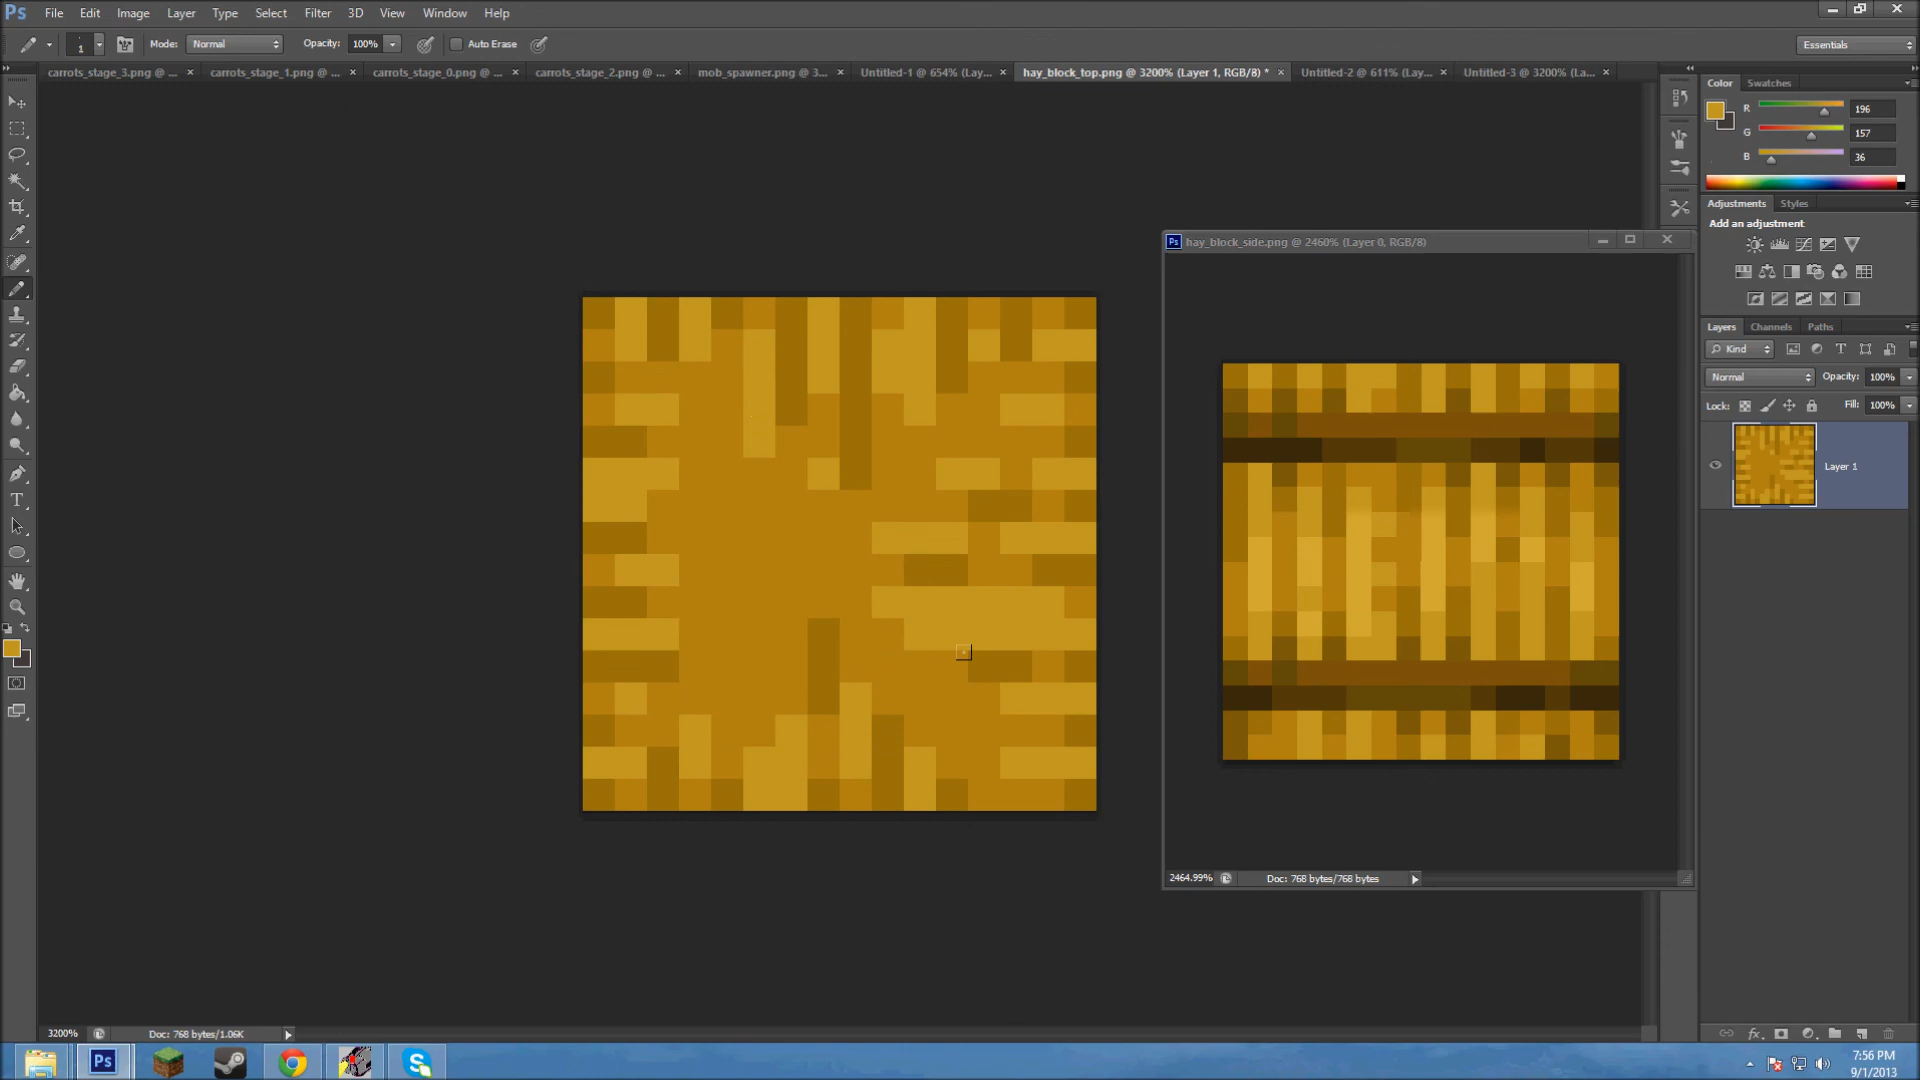 Ps File Edit Image Layer Type Select Filter 3D View Window Help
1 Mode: Normal Opacity: 100% Auto Erase Essentials
carrots_stage_3.png @ ... × carrots_stage_1.png @ ... × carrots_stage_0.png @ ... × carrots_stage_2.png @ ... × mob_spawner.png @ 3... × Untitled-1 @ 654% (Lay... × hay_block_top.png @ 3200% (Layer 1, RGB/8) * × Untitled-2 @ 611% (Lay... × Untitled-3 @ 3200% (La... ×
Color Swatches
R 196
G 157
B 36
Adjustments Styles
Add an adjustment
Ps hay_block_side.png @ 2460% (Layer 0, RGB/8)
Layers Channels Paths
Kind
Normal Opacity: 100%
Lock: Fill: 100%
Layer 1
2464.99% Doc: 768 bytes/768 bytes
3200% Doc: 768 bytes/1.06K
Ps
7:56 PM
9/1/2013